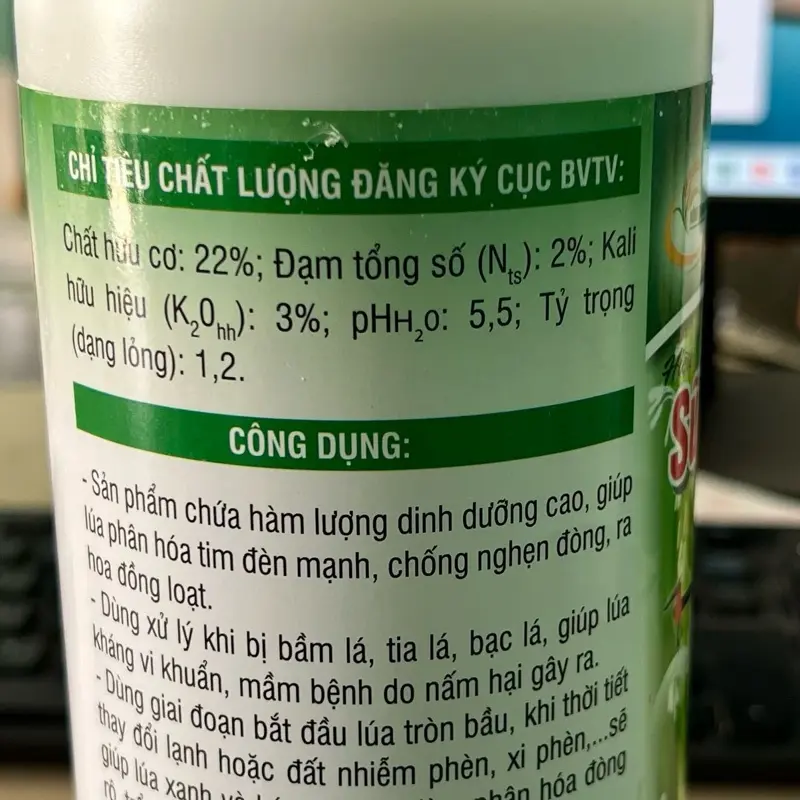 CHỈ TIÊU CHẤT LƯỢNG ĐĂNG KÝ CỤC BVTV:
Chất hữu cơ: 22%; Đạm tổng số (Nts): 2%; Kali
hữu hiệu (K2Ohh): 3%; pHH2O: 5,5; Tỷ trọng
(dạng lỏng): 1,2.
CÔNG DỤNG:
- Sản phẩm chứa hàm lượng dinh dưỡng cao, giúp
lúa phân hóa tim đèn mạnh, chống nghẹn đòng, ra
hoa đồng loạt.
- Dùng xử lý khi bị bầm lá, tia lá, bạc lá, giúp lúa
kháng vi khuẩn, mầm bệnh do nấm hại gây ra.
- Dùng giai đoạn bắt đầu lúa tròn bầu, khi thời tiết
thay đổi lạnh hoặc đất nhiễm phèn, xi phèn,...sẽ
giúp lúa xanh hóa đòng